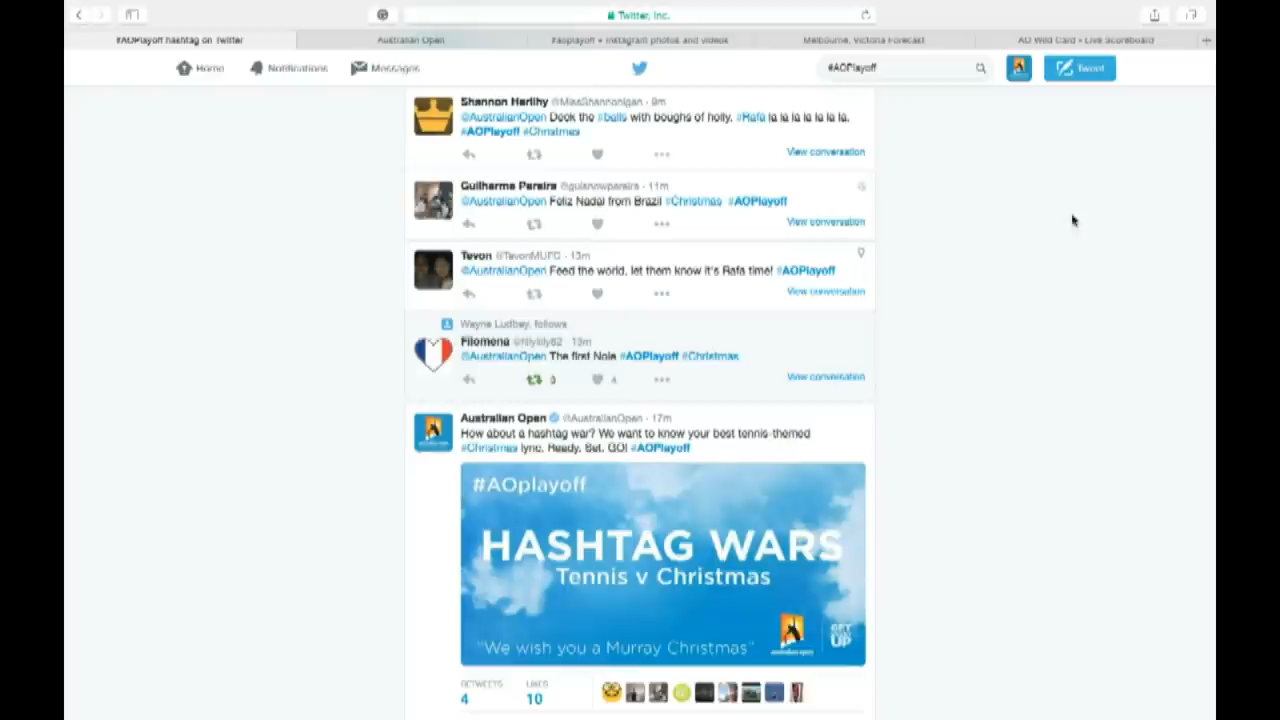 Twitter, Inc.
#AOPlayoff hashtag on Twitter
Australian Open
#aoplayoff • Instagram photos and videos
Melbourne, Victoria Forecast
AO Wild Card • Live Scoreboard
Home
Notifications
Messages
#AOPlayoff
Tweet
Shannon Herlihy @MissShannonigan · 9m
@AustralianOpen Deck the #balls with boughs of holly, #Rafa la la la la la la la.
#AOPlayoff #Christmas
View conversation
Guilherme Pereira · 11m
@AustralianOpen Feliz Nadal from Brazil #Christmas #AOPlayoff
View conversation
Tevon @TevonMUFC · 13m
@AustralianOpen Feed the world, let them know it's Rafa time! #AOPlayoff
View conversation
Wayne Ludbey, follows
Filomena · 13m
@AustralianOpen The first Nole #AOPlayoff #Christmas
3
4
View conversation
Australian Open @AustralianOpen · 17m
How about a hashtag war? We want to know your best tennis-themed
#Christmas lyric. Ready. Set. GO! #AOPlayoff
#AOplayoff
HASHTAG WARS
Tennis v Christmas
"We wish you a Murray Christmas"
australian open
GET
UP
RETWEETS
4
LIKES
10